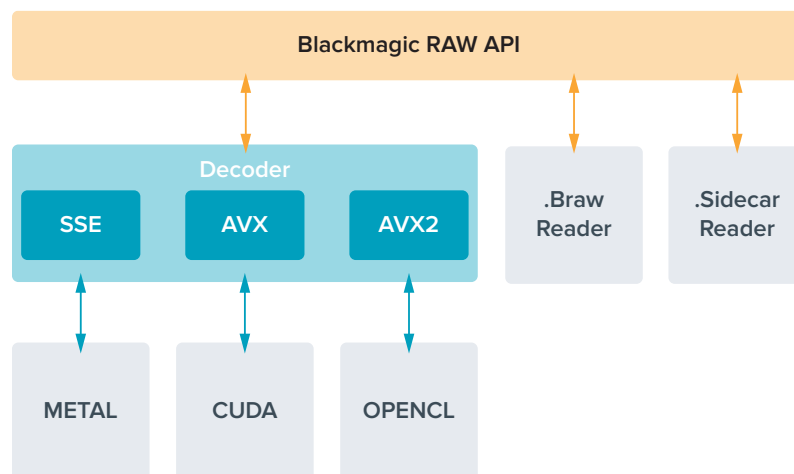 Blackmagic RAW API
Decoder
SSE
AVX
AVX2
.Braw
Reader
.Sidecar
Reader
METAL
CUDA
OPENCL